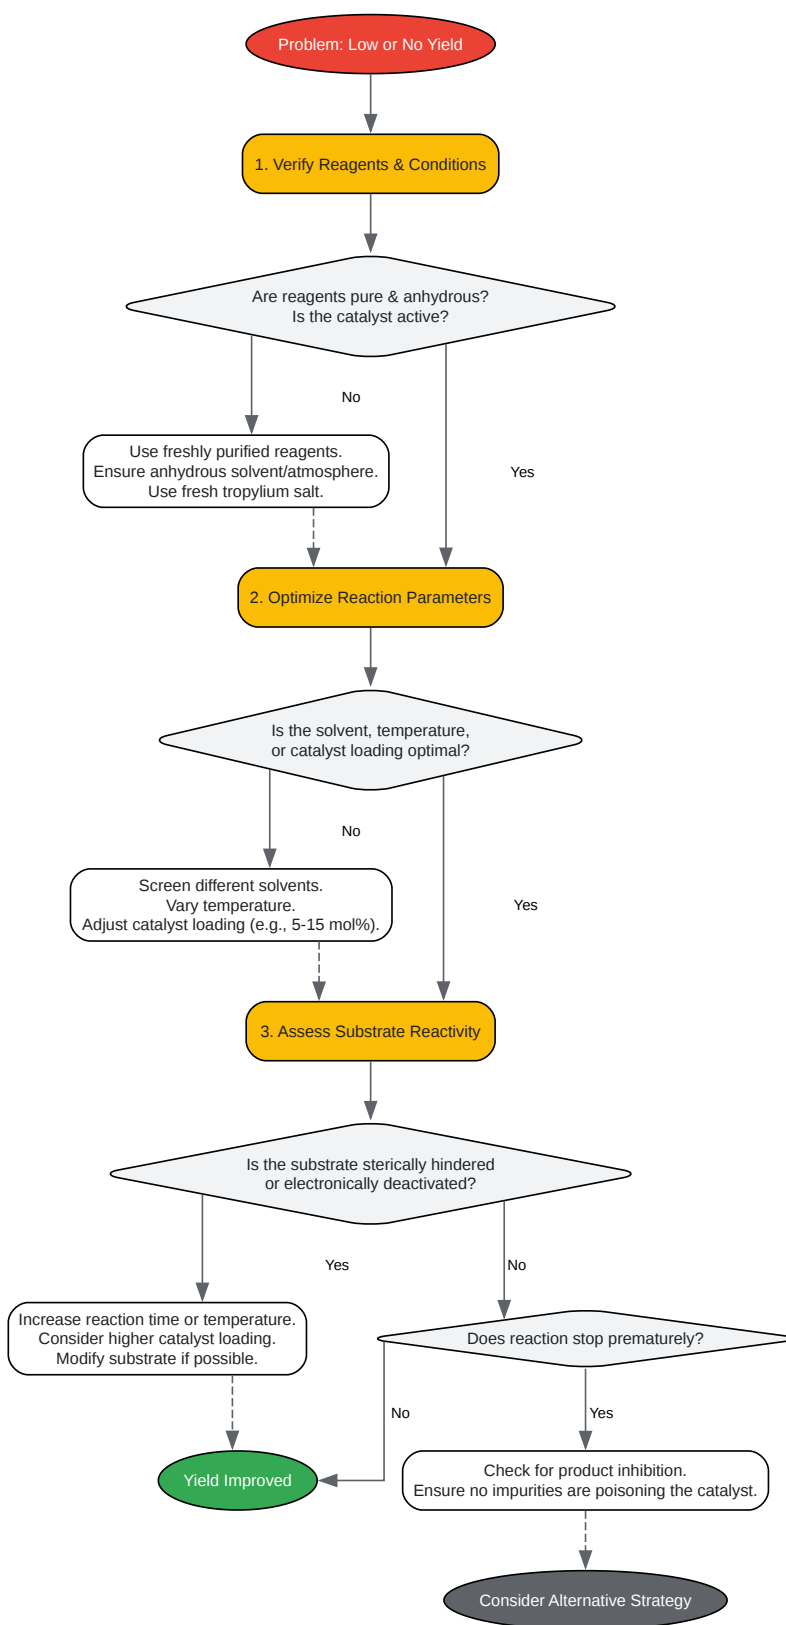 Problem: Low or No Yield
1. Verify Reagents & Conditions
Are reagents pure & anhydrous?
Is the catalyst active?
No
Use freshly purified reagents.
Ensure anhydrous solvent/atmosphere.
Use fresh tropylium salt.
Yes
2. Optimize Reaction Parameters
Is the solvent, temperature,
or catalyst loading optimal?
No
Screen different solvents.
Vary temperature.
Adjust catalyst loading (e.g., 5-15 mol%).
Yes
3. Assess Substrate Reactivity
Is the substrate sterically hindered
or electronically deactivated?
Yes
No
Increase reaction time or temperature.
Consider higher catalyst loading.
Modify substrate if possible.
Does reaction stop prematurely?
No
Yes
Yield Improved
Check for product inhibition.
Ensure no impurities are poisoning the catalyst.
Consider Alternative Strategy